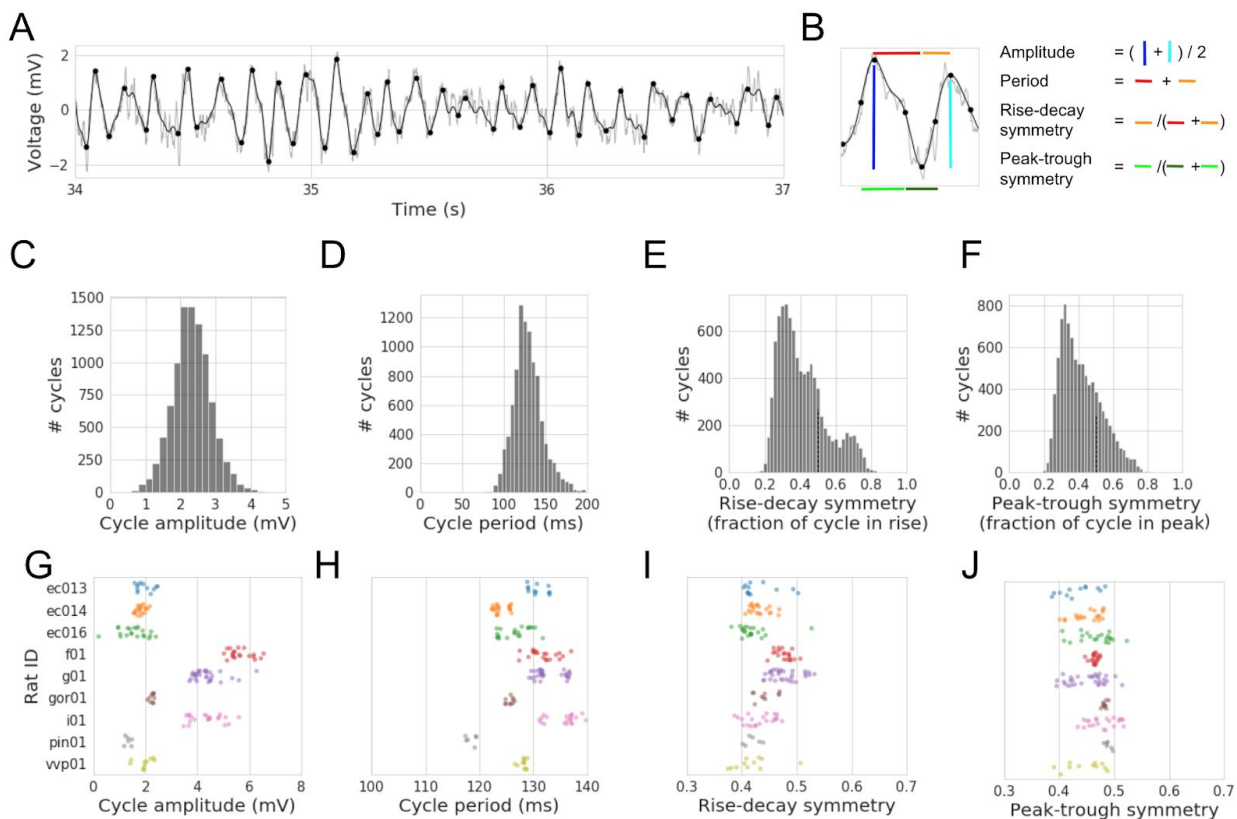 A
B
Voltage (mV)
2
0
−2
34
35
36
37
Time (s)
Amplitude = ( + ) / 2
Period = +
Rise-decay symmetry = /( + )
Peak-trough symmetry = /( + )
C
D
E
F
# cycles
1500
1250
1000
750
500
250
0
0 1 2 3 4 5
Cycle amplitude (mV)
# cycles
1200
1000
800
600
400
200
0
0 50 100 150 200
Cycle period (ms)
# cycles
600
400
200
0
0.0 0.2 0.4 0.6 0.8 1.0
Rise-decay symmetry
(fraction of cycle in rise)
# cycles
800
600
400
200
0
0.0 0.2 0.4 0.6 0.8 1.0
Peak-trough symmetry
(fraction of cycle in peak)
G
H
I
J
Rat ID
ec013
ec014
ec016
f01
g01
gor01
i01
pin01
vvp01
0 2 4 6 8
Cycle amplitude (mV)
100 110 120 130 140
Cycle period (ms)
0.3 0.4 0.5 0.6 0.7
Rise-decay symmetry
0.3 0.4 0.5 0.6 0.7
Peak-trough symmetry